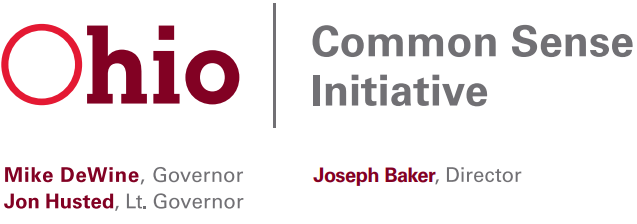 Ohio
Common Sense
Initiative
Mike DeWine, Governor
Jon Husted, Lt. Governor
Joseph Baker, Director